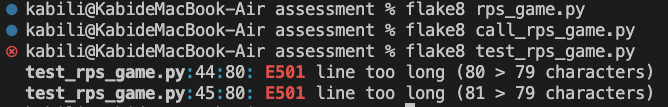 kabili@KabideMacBook-Air assessment % flake8 rps_game.py
kabili@KabideMacBook-Air assessment % flake8 call_rps_game.py
kabili@KabideMacBook-Air assessment % flake8 test_rps_game.py
test_rps_game.py:44:80: E501 line too long (80 > 79 characters)
test_rps_game.py:45:80: E501 line too long (81 > 79 characters)